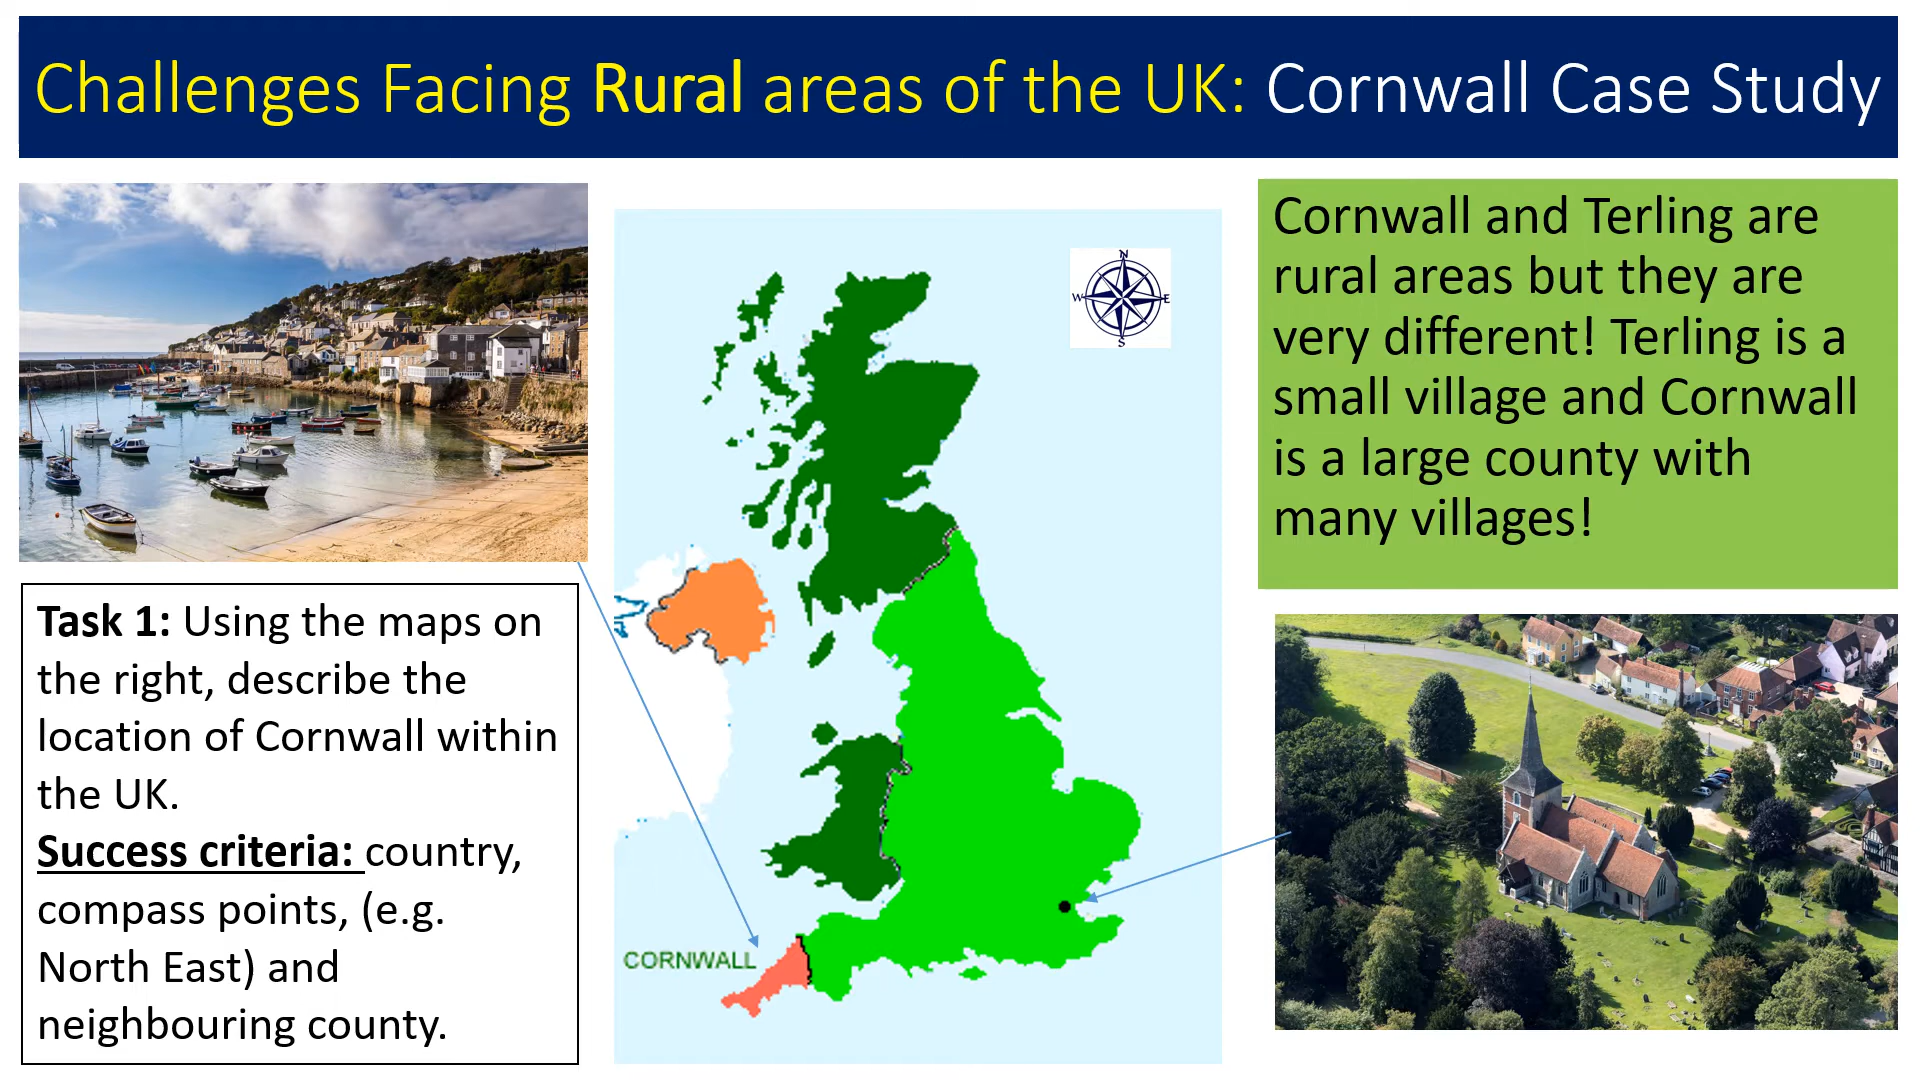 Challenges Facing Rural areas of the UK: Cornwall Case Study
Cornwall and Terling are
rural areas but they are
very different! Terling is a
small village and Cornwall
is a large county with
many villages!
N
W
E
S
CORNWALL
Task 1: Using the maps on
the right, describe the
location of Cornwall within
the UK.
Success criteria: country,
compass points, (e.g.
North East) and
neighbouring county.